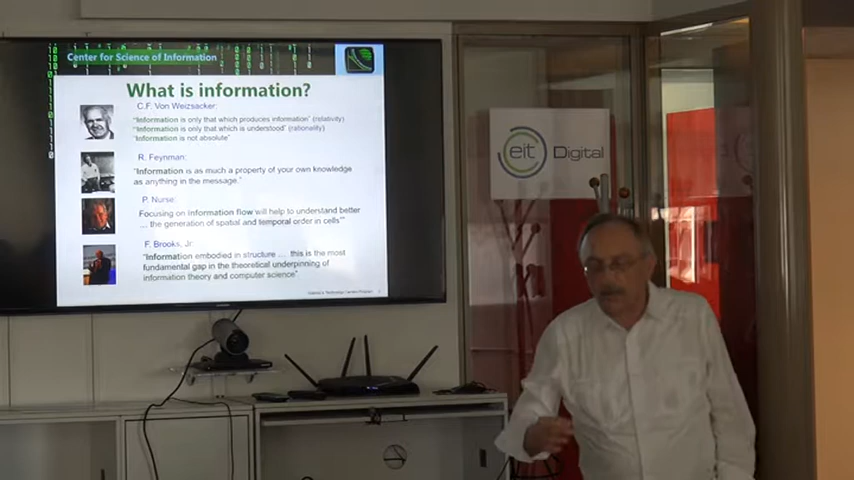 Center for Science of Information
What is information?
C.F. Von Weizsacker:
"Information is only that which produces information" (relativity)
"Information is only that which is understood" (rationality)
"Information is not absolute"
R. Feynman:
"Information is as much a property of your own knowledge
as anything in the message."
P. Nurse:
Focusing on information flow will help to understand better
... the generation of spatial and temporal order in cells'"
F. Brooks, Jr:
"Information embodied in structure .... this is the most
fundamental gap in the theoretical underpinning of
information theory and computer science"
eit Digital